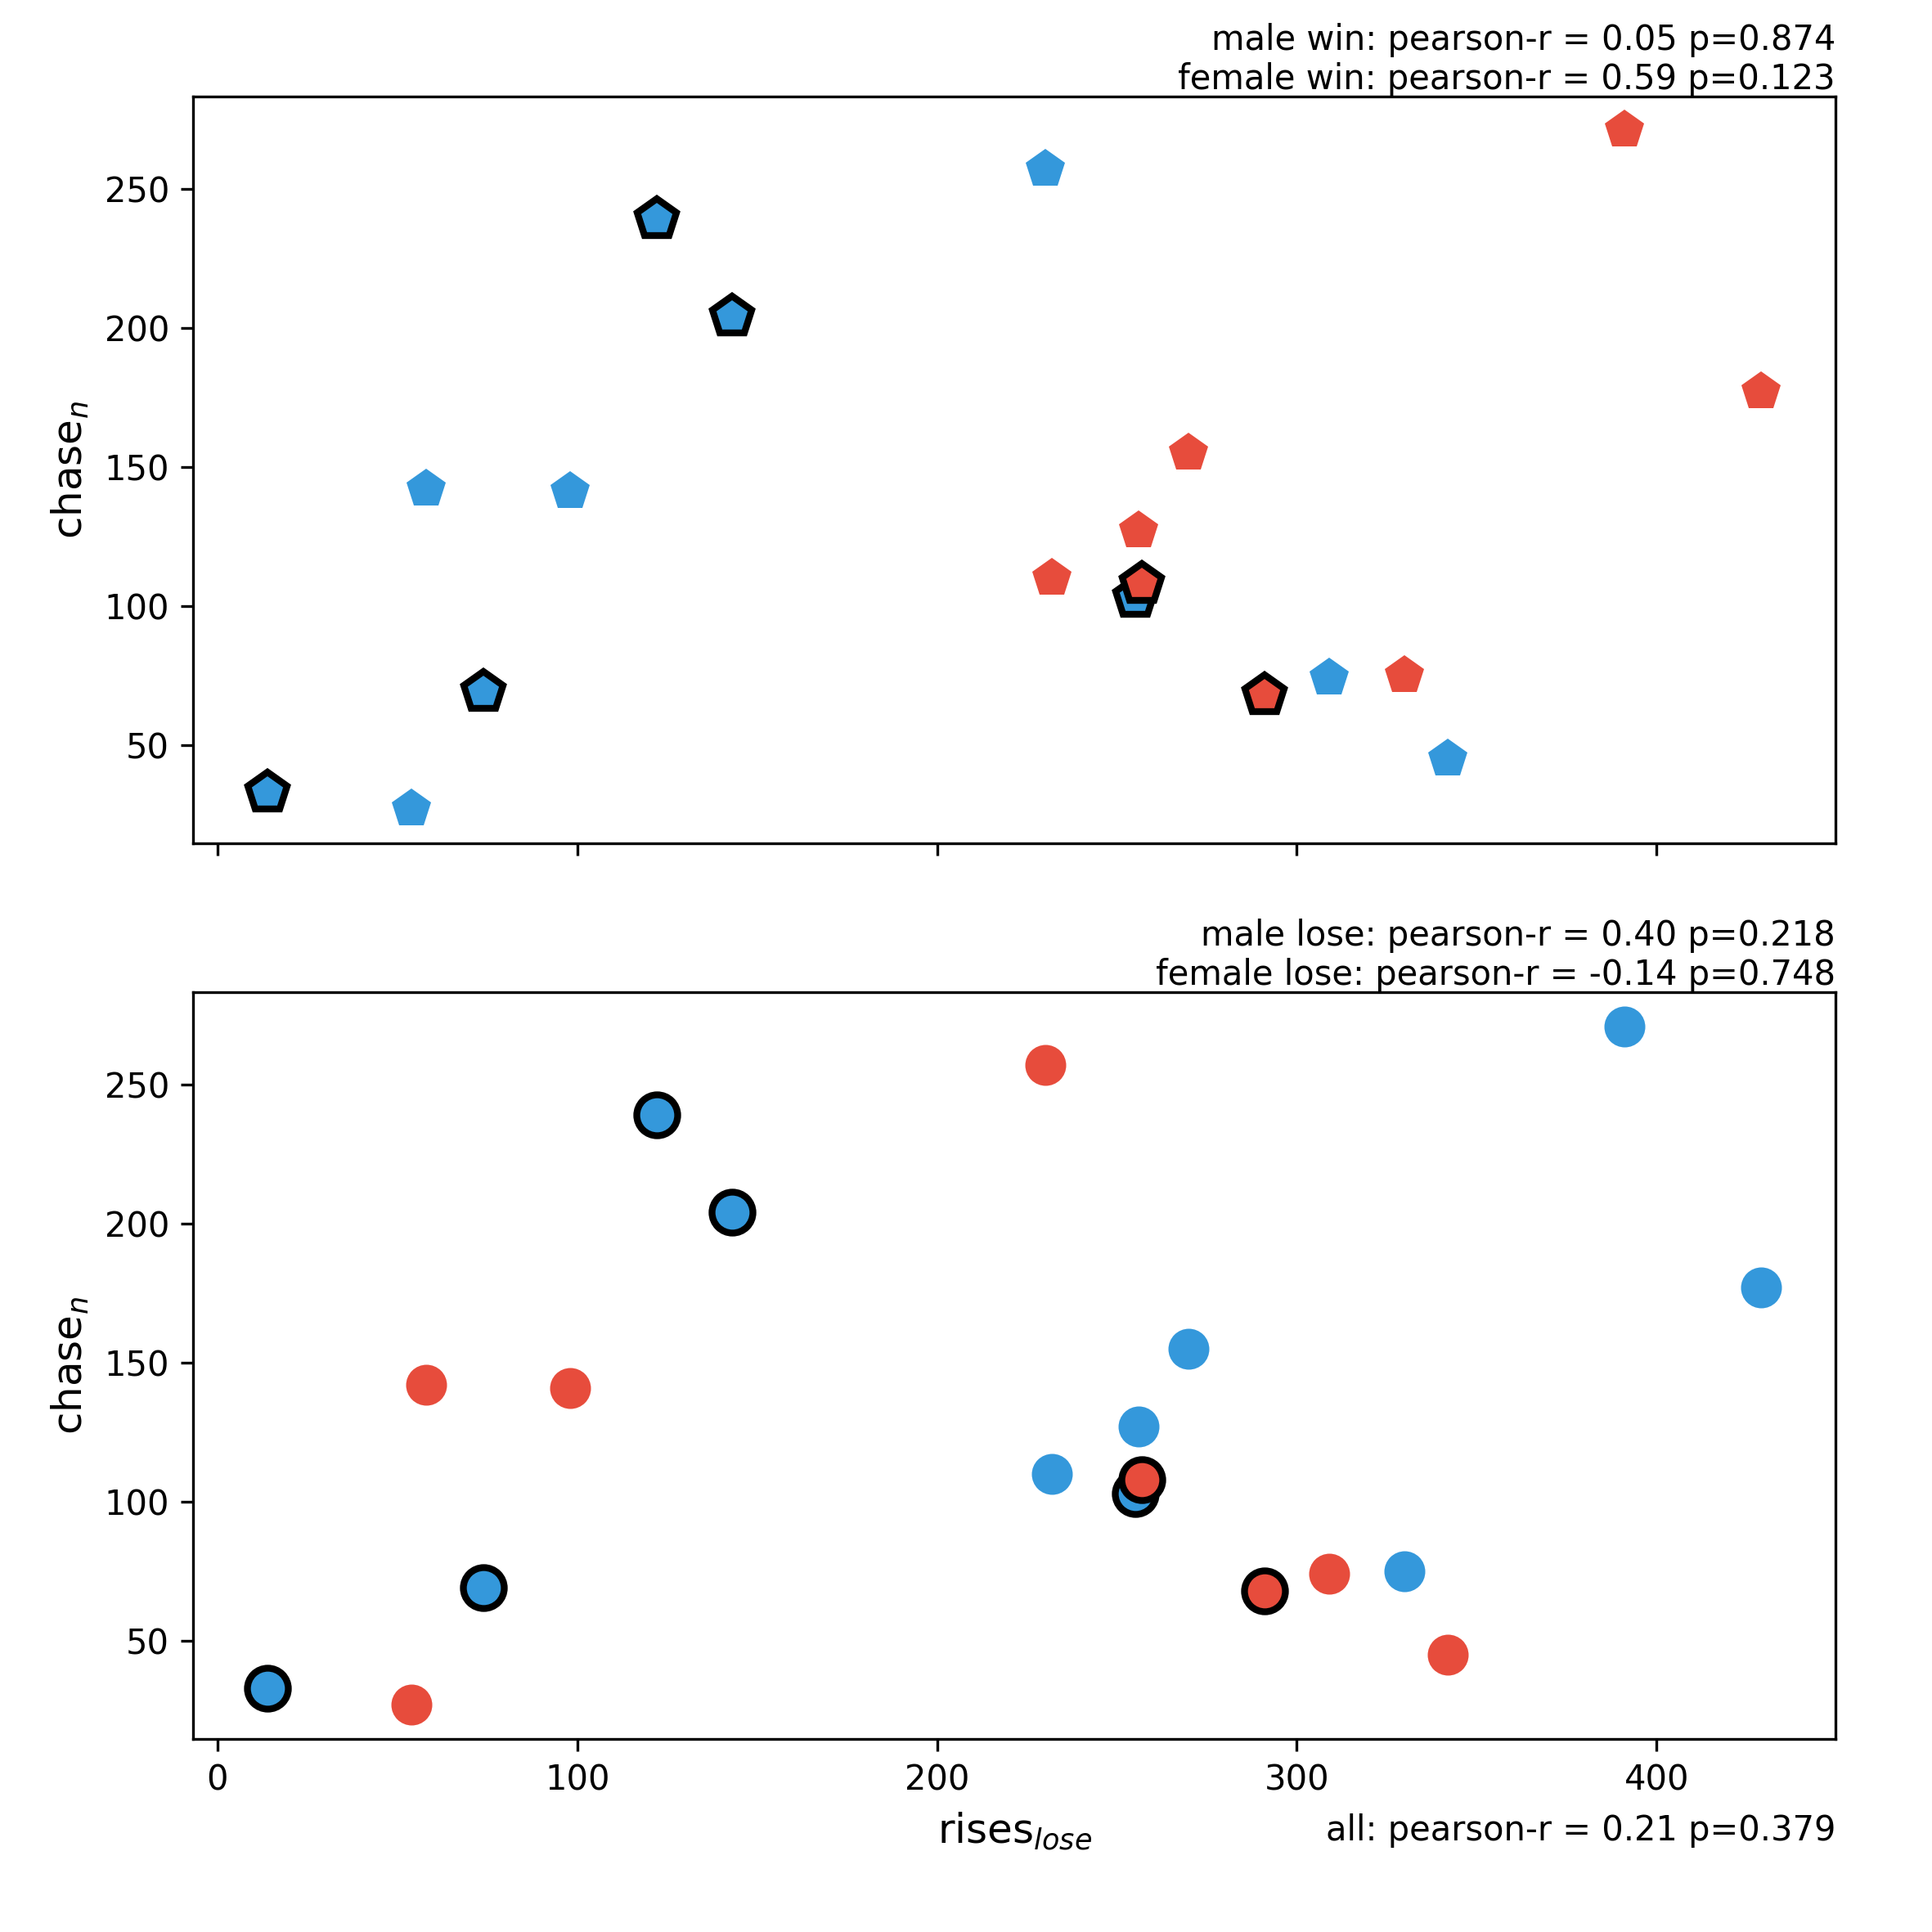 male win: pearson-r = 0.05 p=0.874
female win: pearson-r = 0.59 p=0.123
250
200
150
100
50
chaseₙ
male lose: pearson-r = 0.40 p=0.218
female lose: pearson-r = -0.14 p=0.748
250
200
150
100
50
chaseₙ
0 100 200 300 400
rises_lose
all: pearson-r = 0.21 p=0.379